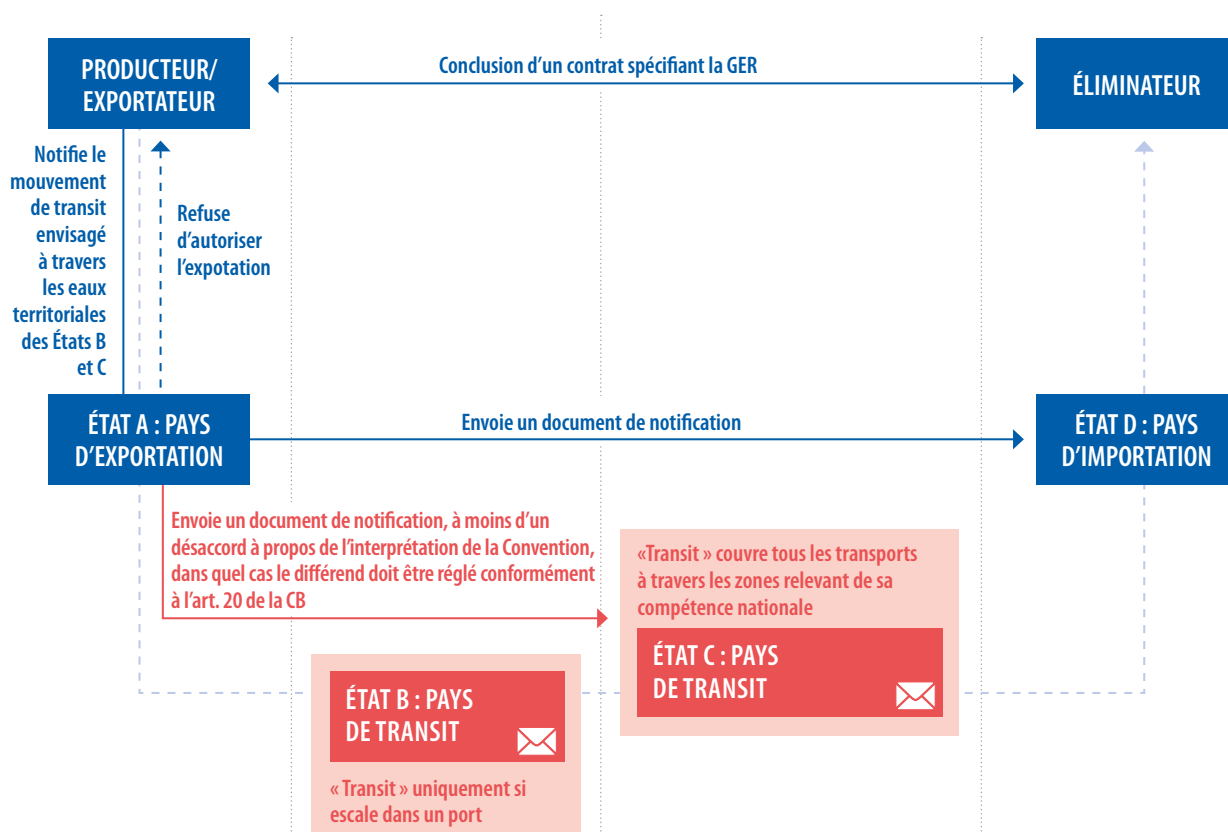 PRODUCTEUR/
EXPORTATEUR
Conclusion d’un contrat spécifiant la GER
ÉLIMINATEUR
Notifie le
mouvement
de transit
envisagé
à travers
les eaux
territoriales
des États B
et C
Refuse
d’autoriser
l’expotation
ÉTAT A : PAYS
D’EXPORTATION
Envoie un document de notification
ÉTAT D : PAYS
D’IMPORTATION
Envoie un document de notification, à moins d’un
désaccord à propos de l’interprétation de la Convention,
dans quel cas le différend doit être réglé conformément
à l’art. 20 de la CB
«Transit » couvre tous les transports
à travers les zones relevant de sa
compétence nationale
ÉTAT C : PAYS
DE TRANSIT
ÉTAT B : PAYS
DE TRANSIT
« Transit » uniquement si
escale dans un port